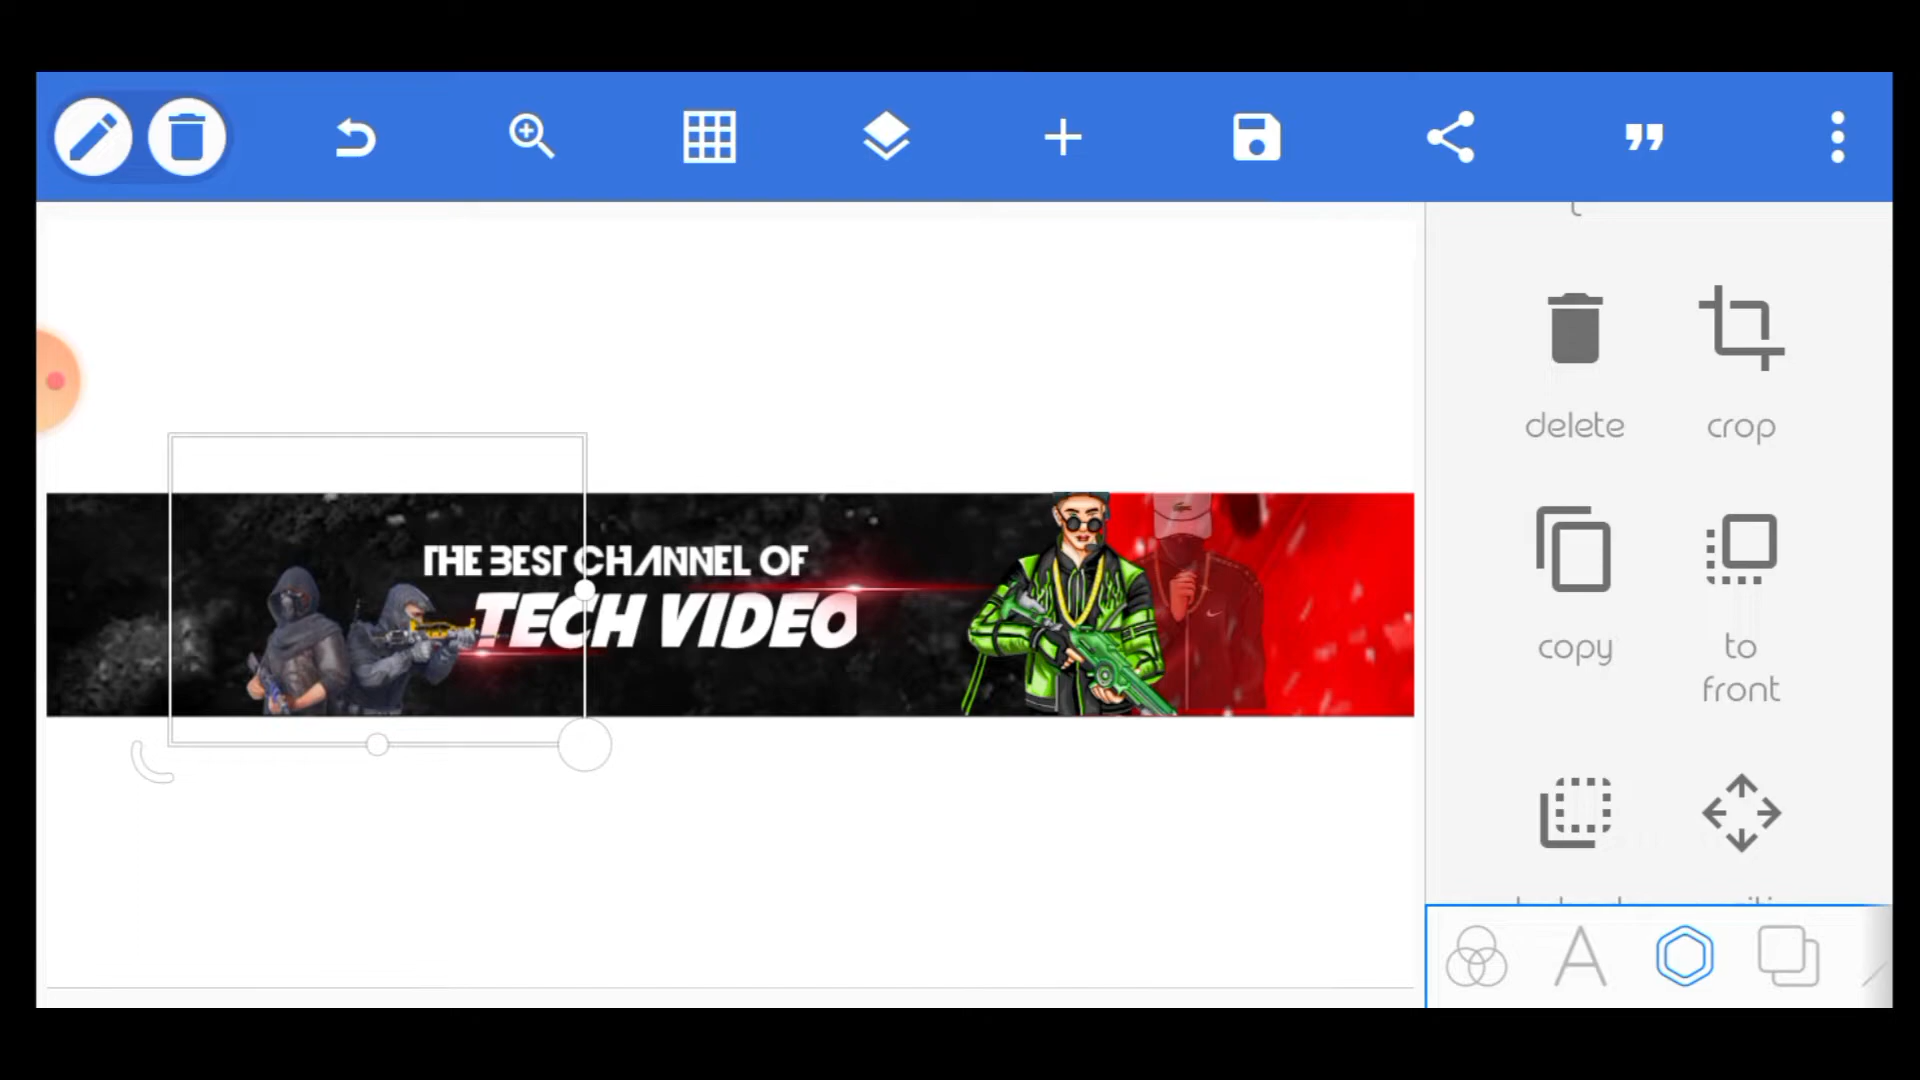 THE BEST CHANNEL OF
TECH VIDEO
delete
crop
copy
to
front